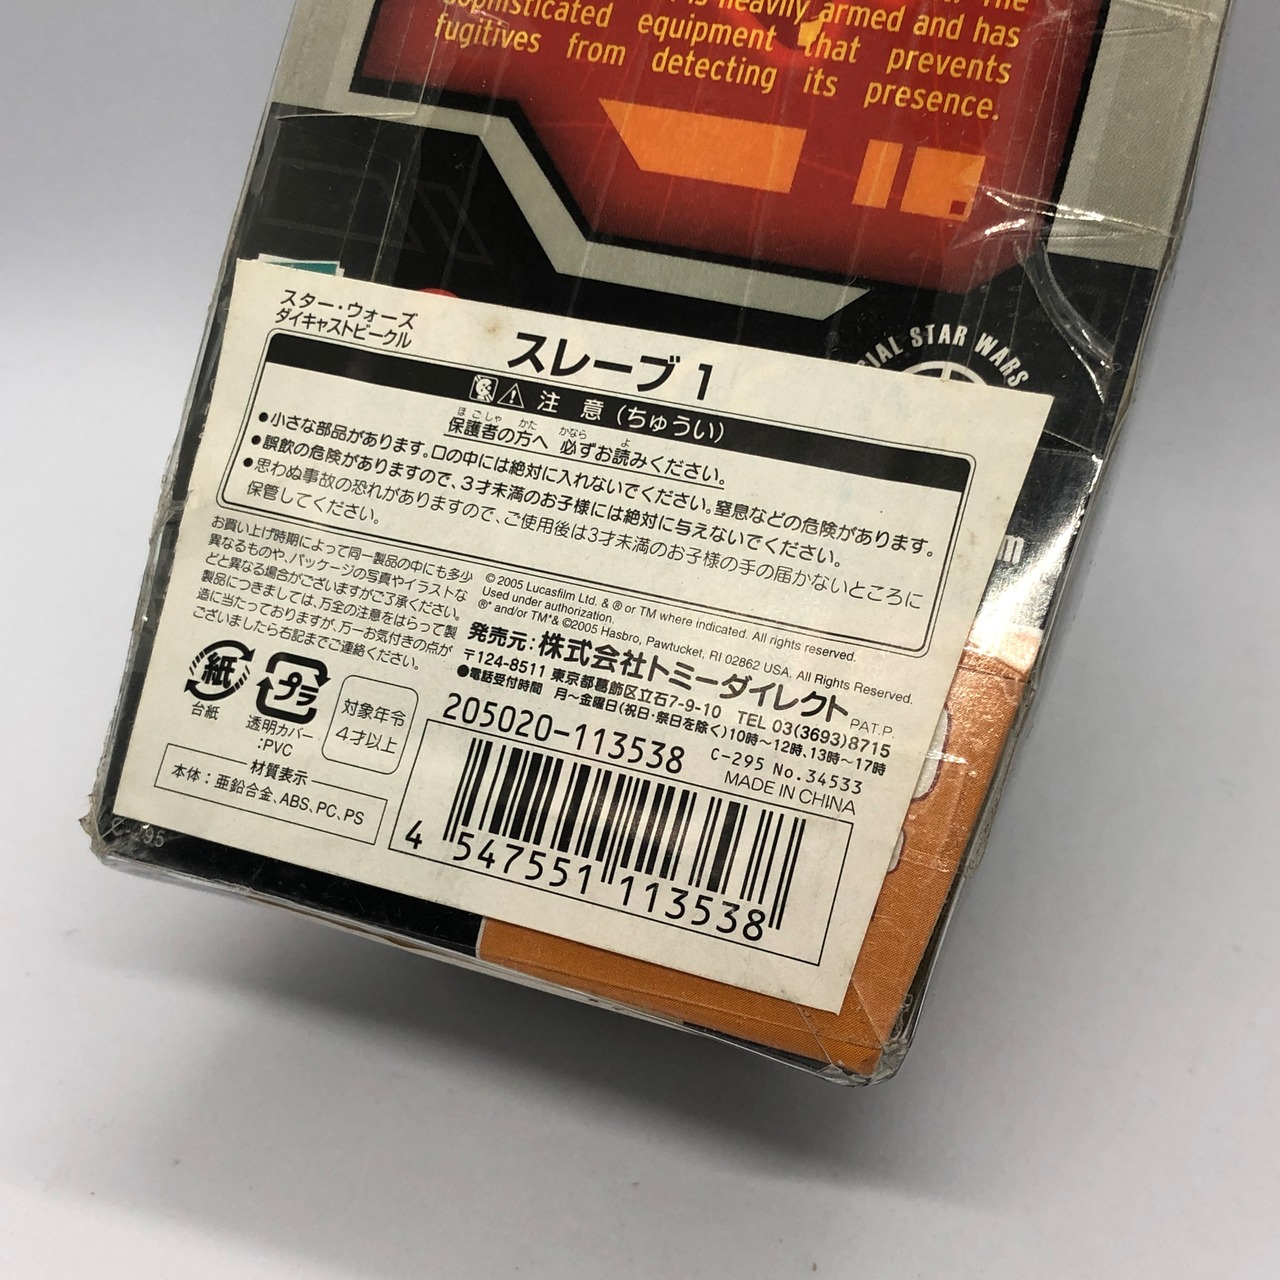 The
is heavily armed and has
sophisticated equipment that prevents
fugitives from detecting its presence.
STAR WARS
スター・ウォーズ
ダイキャストビークル
スレーブ 1
注 意 (ちゅうい)
保護者の方へ 必ずお読みください。
●小さな部品があります。口の中には絶対に入れないでください。窒息などの危険があります。
●誤飲の危険がありますので、3才未満のお子様には絶対に与えないでください。
●思わぬ事故の恐れがありますので、ご使用後は3才未満のお子様の手の届かないところに
保管してください。
お買い上げ時期によって同一製品の中にも多少
異なるものや、パッケージの写真やイラストな
どと異なる場合がございますがご了承ください。
製品につきましては、万全の注意をはらって製
造に当たっておりますが、万一お気付きの点が
ございましたら右記までご連絡ください。
© 2005 Lucasfilm Ltd. & ® or TM where indicated. All rights reserved.
Used under authorization.
®* and/or TM*& ©2005 Hasbro, Pawtucket, RI 02862 USA. All Rights Reserved.
発売元：株式会社トミーダイレクト PAT.P.
〒124-8511 東京都葛飾区立石7-9-10 TEL 03(3693)8715
●電話受付時間 月〜金曜日(祝日・祭日を除く)10時〜12時、13時〜17時
紙
台紙
プラ
透明カバー
:PVC
対象年令
4才以上
205020-113538
C-295 No.34533
MADE IN CHINA
材質表示
本体：亜鉛合金、ABS、PC、PS
4 547551 113538